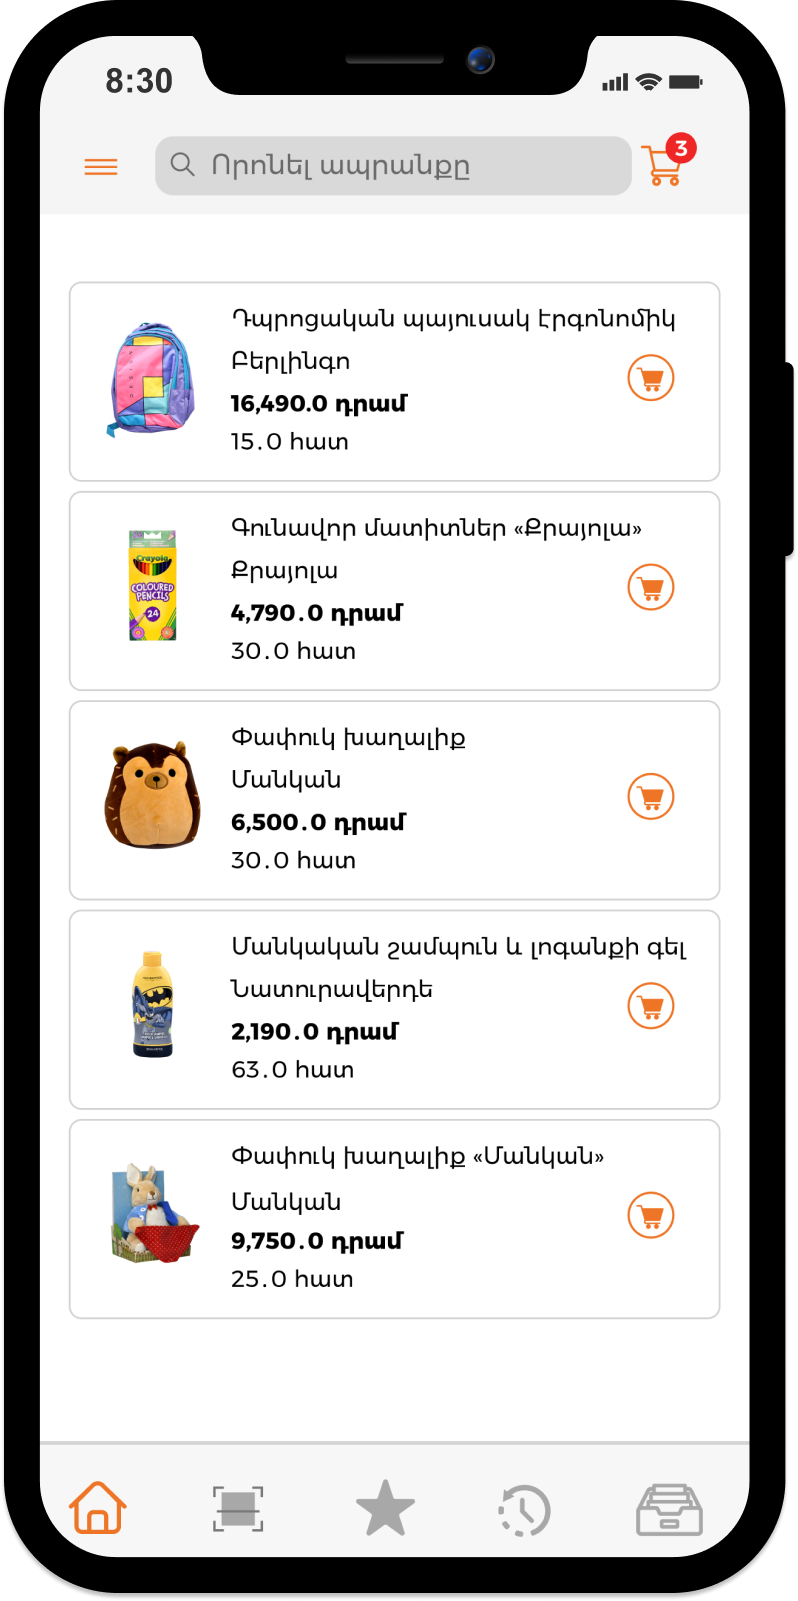 8:30
Որոնել ապրանքը
3
Դպրոցական պայուսակ էրգոնոմիկ
Բերլինգո
16,490.0 դրամ
15.0 հատ
Crayola
COLOURED
PENCILS
24
Գունավոր մատիտներ «Քրայոլա»
Քրայոլա
4,790.0 դրամ
30.0 հատ
Փափուկ խաղալիք
Մանկան
6,500.0 դրամ
30.0 հատ
Մանկական շամպուն և լոգանքի գել
Նատուրավերդե
2,190.0 դրամ
63.0 հատ
Փափուկ խաղալիք «Մանկան»
Մանկան
9,750.0 դրամ
25.0 հատ